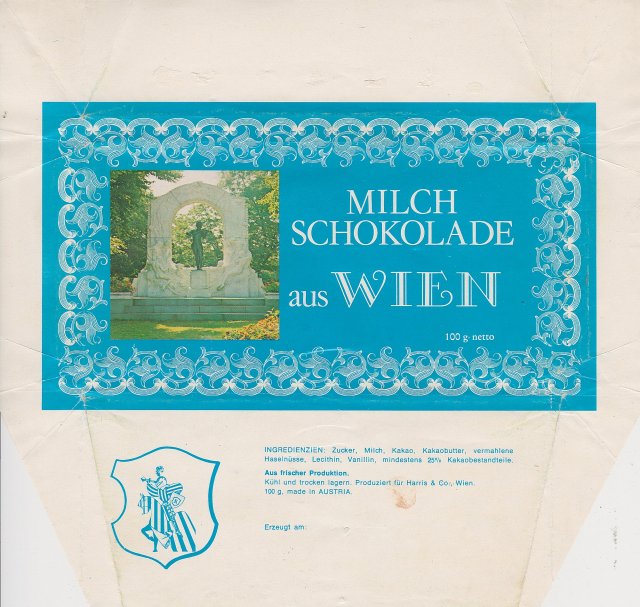 MILCH
SCHOKOLADE
aus WIEN
100 g netto
INGREDIENZIEN: Zucker, Milch, Kakao, Kakaobutter, vermahlene
Haselnüsse, Lecithin, Vanillin, mindestens 25% Kakaobestandteile.
Aus frischer Produktion.
Kühl und trocken lagern. Produziert für Harris & Co., Wien.
100 g, made in AUSTRIA.
Erzeugt am: